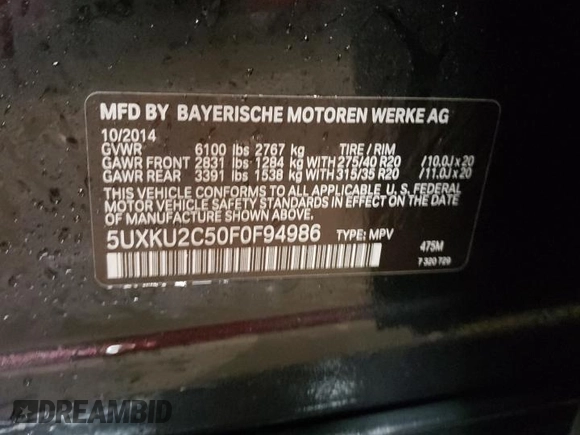 MFD BY BAYERISCHE MOTOREN WERKE AG
10/2014
GVWR 6100 lbs 2767 kg TIRE / RIM
GAWR FRONT 2831 lbs 1284 kg WITH 275/40 R20 /10.0J x 20
GAWR REAR 3391 lbs 1538 kg WITH 315/35 R20 /11.0J x 20
THIS VEHICLE CONFORMS TO ALL APPLICABLE U. S. FEDERAL
MOTOR VEHICLE SAFETY STANDARDS IN EFFECT ON THE DATE
OF MANUFACTURE SHOWN ABOVE.
5UXKU2C50F0F94986 TYPE: MPV
475M
7 320 729
DREAMBID